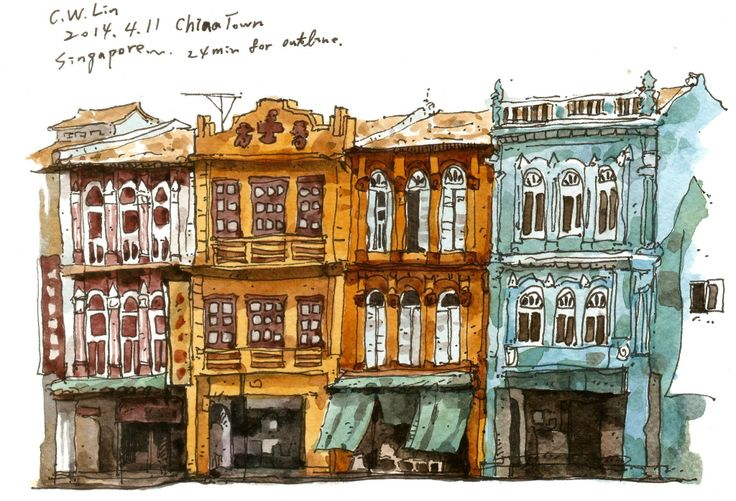 C.W. Lin
2014. 4. 11 ChinaTown
Singapore. 24min for outline.